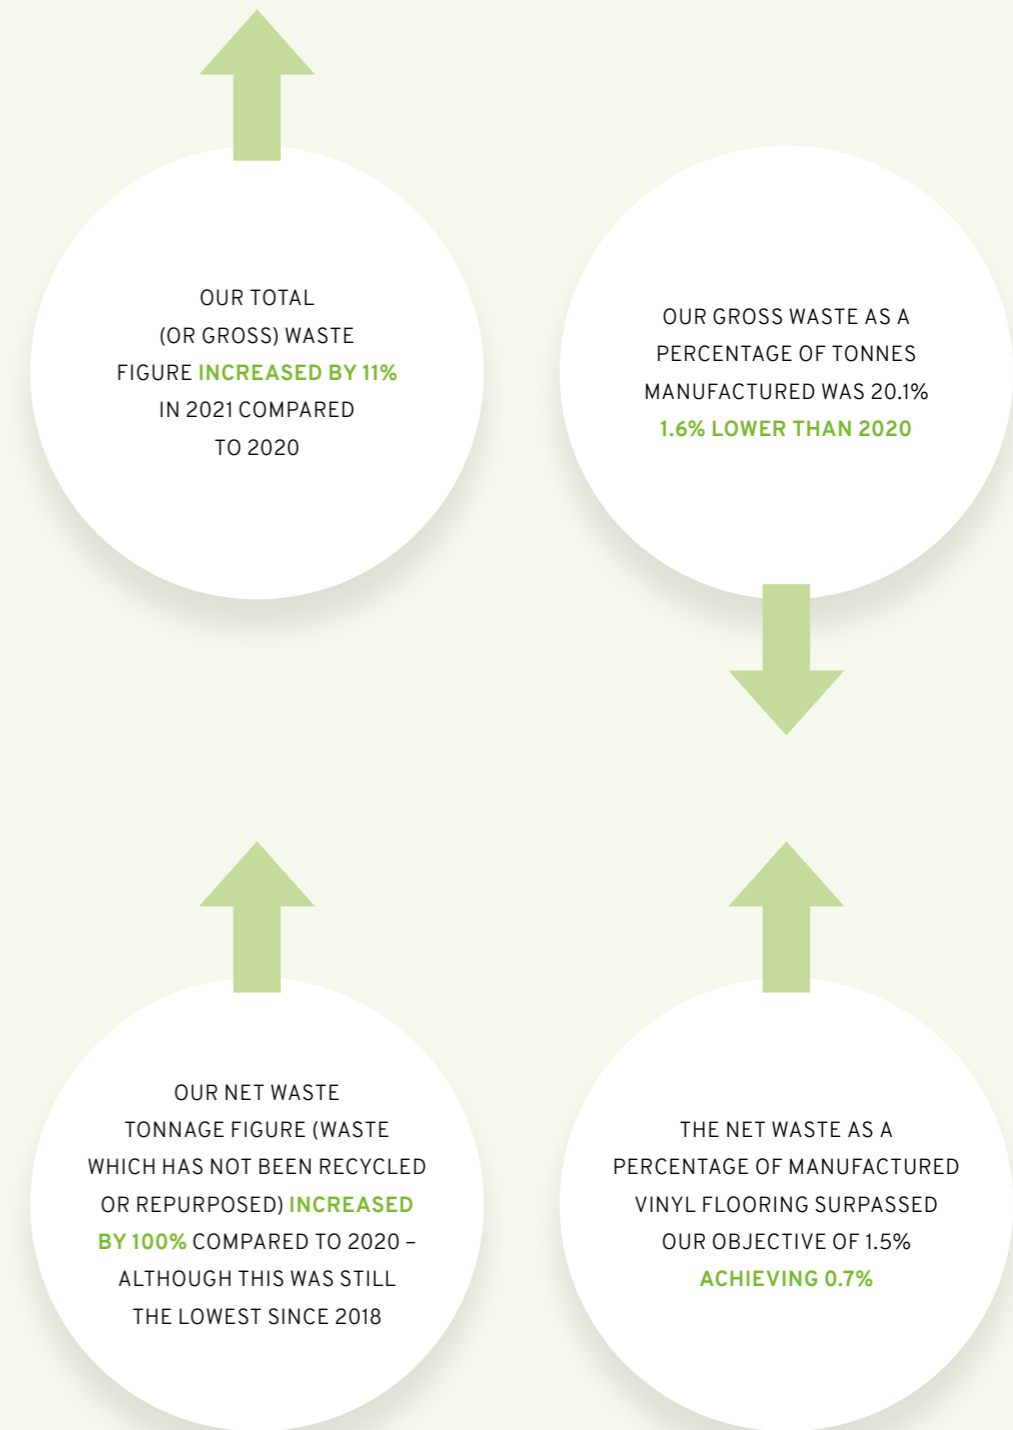 OUR TOTAL
(OR GROSS) WASTE
FIGURE INCREASED BY 11%
IN 2021 COMPARED
TO 2020
OUR GROSS WASTE AS A
PERCENTAGE OF TONNES
MANUFACTURED WAS 20.1%
1.6% LOWER THAN 2020
OUR NET WASTE
TONNAGE FIGURE (WASTE
WHICH HAS NOT BEEN RECYCLED
OR REPURPOSED) INCREASED
BY 100% COMPARED TO 2020 –
ALTHOUGH THIS WAS STILL
THE LOWEST SINCE 2018
THE NET WASTE AS A
PERCENTAGE OF MANUFACTURED
VINYL FLOORING SURPASSED
OUR OBJECTIVE OF 1.5%
ACHIEVING 0.7%